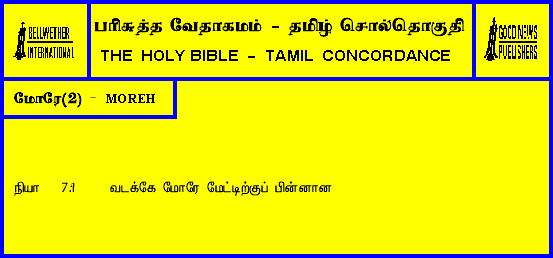 BELLWETHER
INTERNATIONAL
பரிசுத்த வேதாகமம் - தமிழ் சொல்தொகுதி
THE HOLY BIBLE - TAMIL CONCORDANCE
GOOD NEWS
PUBLISHERS
மோரே(2) - MOREH
நியா 7:1 வடக்கே மோரே மேட்டிற்குப் பின்னான